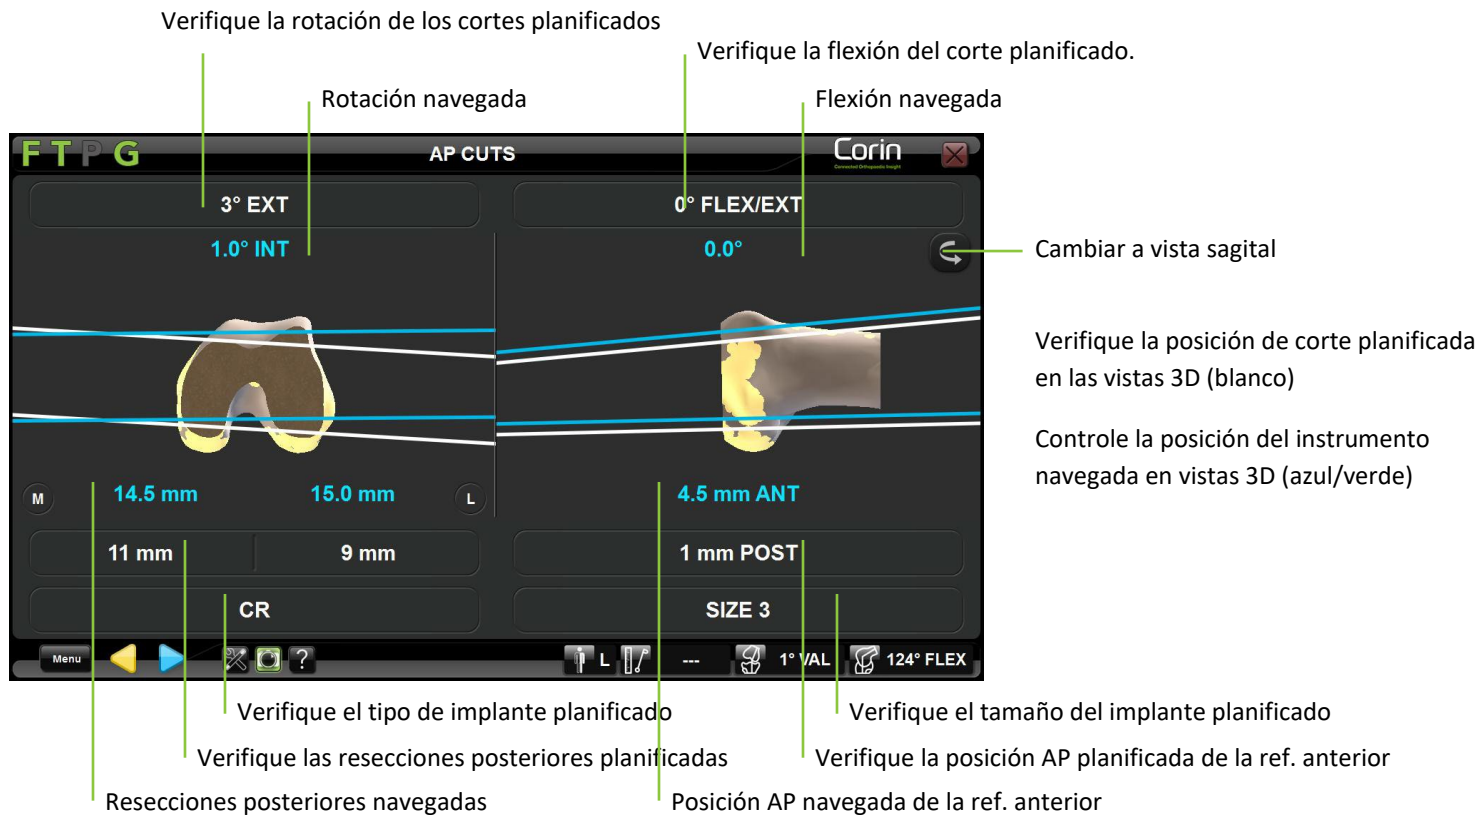 Verifique la rotación de los cortes planificados
Verifique la flexión del corte planificado.
Rotación navegada
Flexión navegada
F T P G
AP CUTS
Corin
Connected Orthopaedic Insight
3° EXT
0° FLEX/EXT
1.0° INT
0.0°
Cambiar a vista sagital
Verifique la posición de corte planificada
en las vistas 3D (blanco)
Controle la posición del instrumento
navegada en vistas 3D (azul/verde)
M
14.5 mm
15.0 mm
L
4.5 mm ANT
11 mm
9 mm
1 mm POST
CR
SIZE 3
Menu
?
L
---
1° VAL
124° FLEX
Verifique el tipo de implante planificado
Verifique el tamaño del implante planificado
Verifique las resecciones posteriores planificadas
Verifique la posición AP planificada de la ref. anterior
Resecciones posteriores navegadas
Posición AP navegada de la ref. anterior